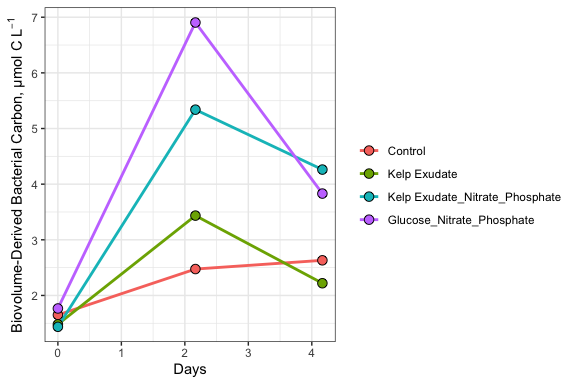 Biovolume-Derived Bacterial Carbon, μmol C L⁻¹
7
6
5
4
3
2
0 1 2 3 4
Days
Control
Kelp Exudate
Kelp Exudate_Nitrate_Phosphate
Glucose_Nitrate_Phosphate